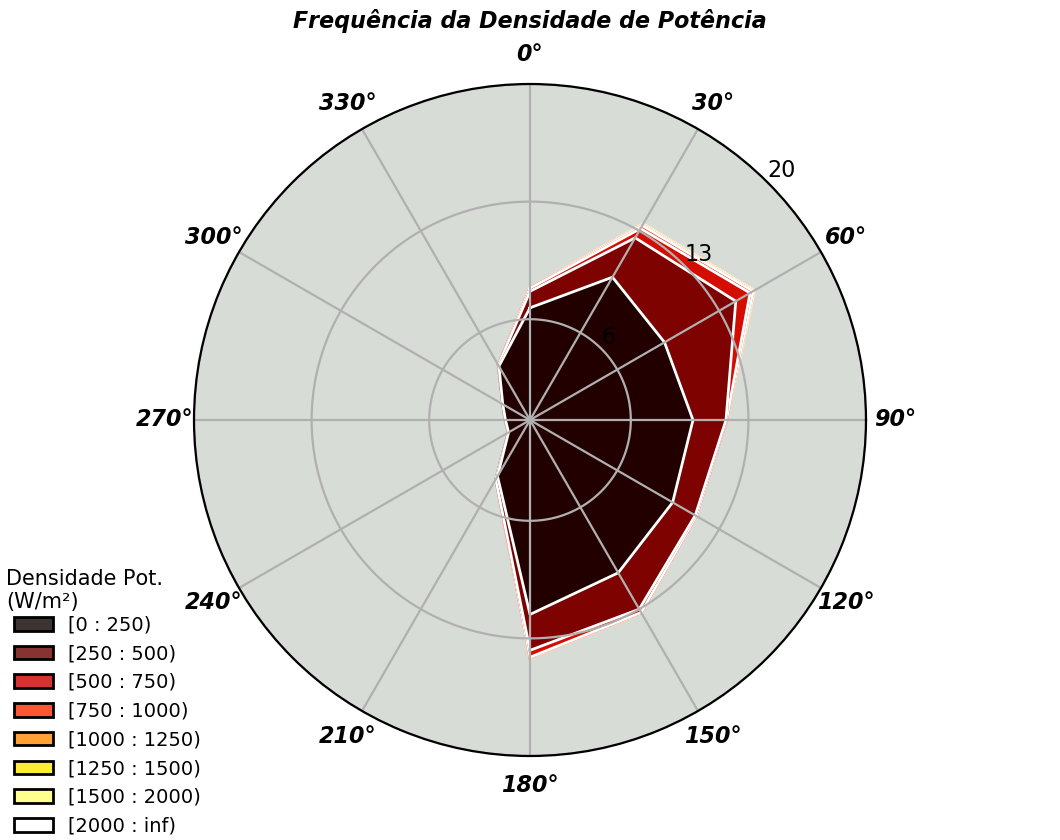 Frequência da Densidade de Potência
0°
330°
30°
20
300°
60°
13
6
270°
90°
240°
120°
210°
150°
180°
Densidade Pot.
(W/m²)
[0 : 250)
[250 : 500)
[500 : 750)
[750 : 1000)
[1000 : 1250)
[1250 : 1500)
[1500 : 2000)
[2000 : inf)